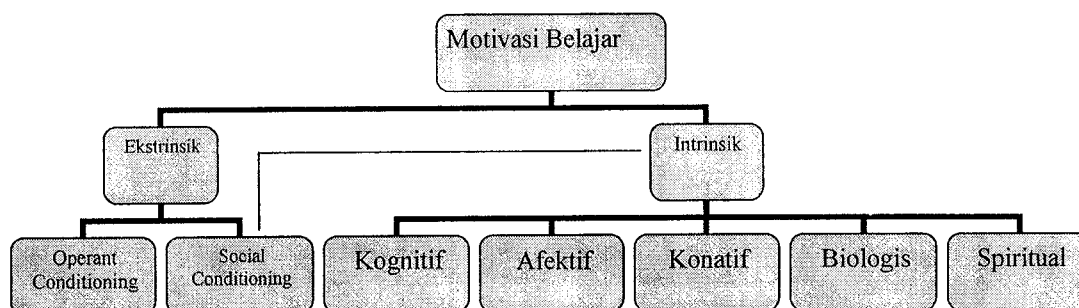 Motivasi Belajar
Ekstrinsik
Intrinsik
Operant
Conditioning
Social
Conditioning
Kognitif
Afektif
Konatif
Biologis
Spiritual